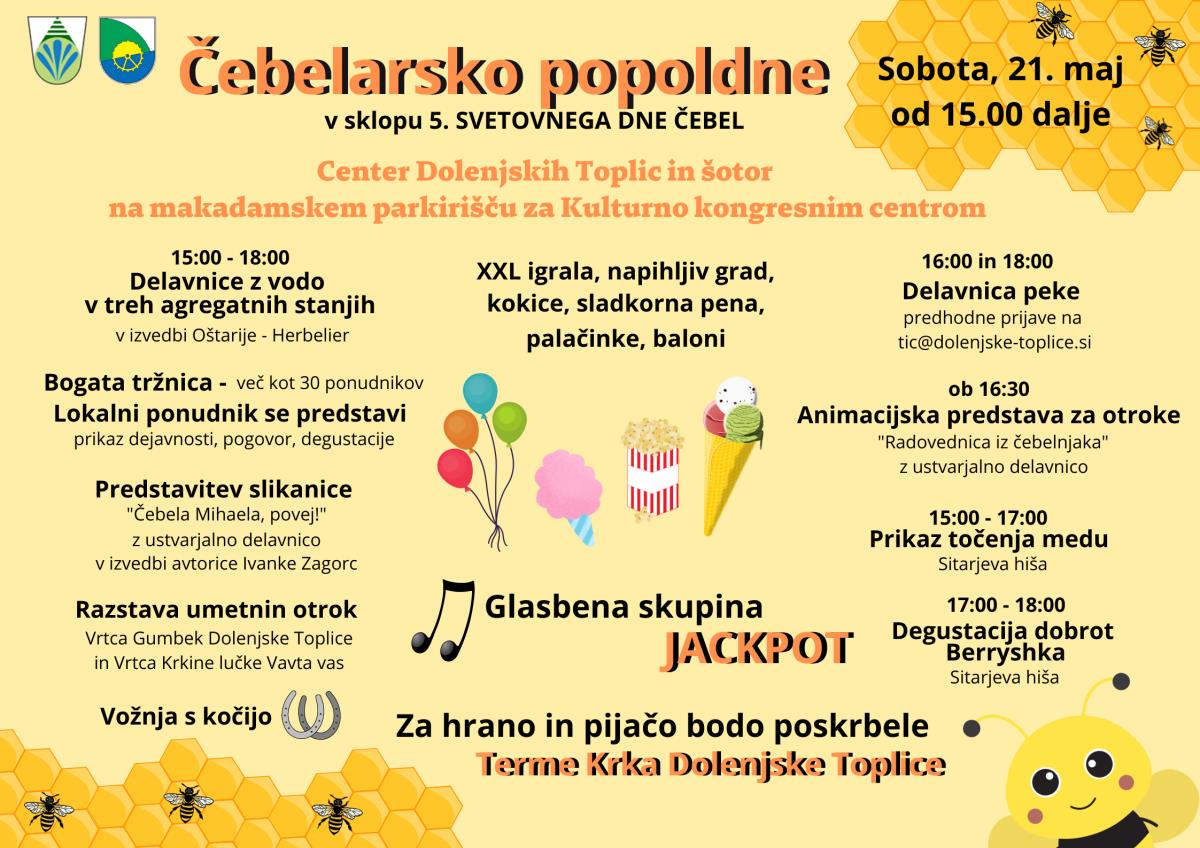 Čebelarsko popoldne
v sklopu 5. SVETOVNEGA DNE ČEBEL
Sobota, 21. maj
od 15.00 dalje
Center Dolenjskih Toplic in šotor
na makadamskem parkirišču za Kulturno kongresnim centrom
15:00 - 18:00
Delavnice z vodo
v treh agregatnih stanjih
v izvedbi Oštarije - Herbelier
Bogata tržnica - več kot 30 ponudnikov
Lokalni ponudnik se predstavi
prikaz dejavnosti, pogovor, degustacije
Predstavitev slikanice
"Čebela Mihaela, povej!"
z ustvarjalno delavnico
v izvedbi avtorice Ivanke Zagorc
Razstava umetnin otrok
Vrtca Gumbek Dolenjske Toplice
in Vrtca Krkine lučke Vavta vas
Vožnja s kočijo
XXL igrala, napihljiv grad,
kokice, sladkorna pena,
palačinke, baloni
Glasbena skupina
JACKPOT
Za hrano in pijačo bodo poskrbele
Terme Krka Dolenjske Toplice
16:00 in 18:00
Delavnica peke
predhodne prijave na
tic@dolenjske-toplice.si
ob 16:30
Animacijska predstava za otroke
"Radovednica iz čebelnjaka"
z ustvarjalno delavnico
15:00 - 17:00
Prikaz točenja medu
Sitarjeva hiša
17:00 - 18:00
Degustacija dobrot
Berryshka
Sitarjeva hiša